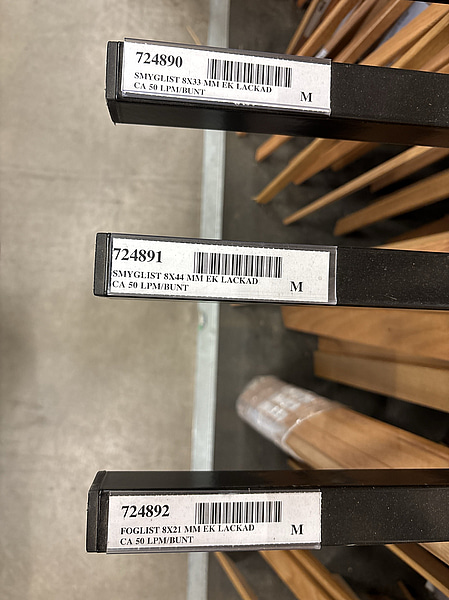 724890
SMYGLIST 8X33 MM EK LACKAD
CA 50 LPM/BUNT
M
724891
SMYGLIST 8X44 MM EK LACKAD
CA 50 LPM/BUNT
M
724892
FOGLIST 8X21 MM EK LACKAD
CA 50 LPM/BUNT
M